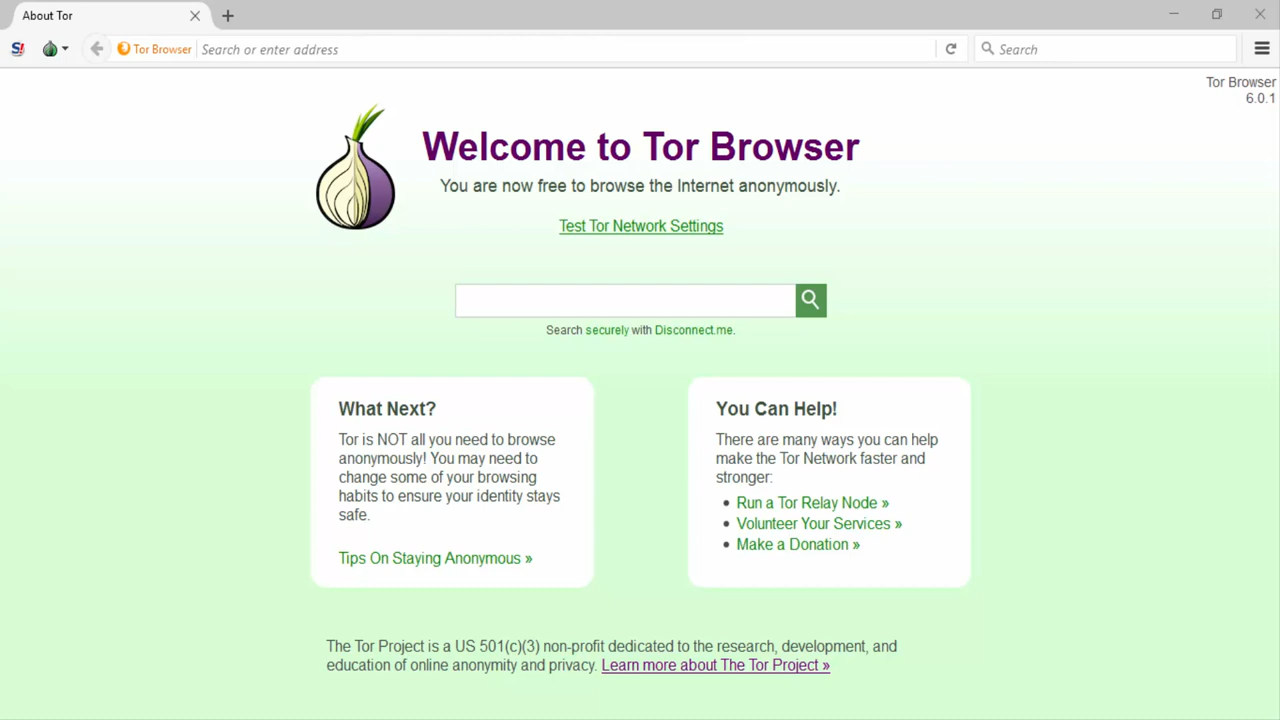 About Tor
S!
Tor Browser
Search or enter address
Search
Tor Browser
6.0.1
Welcome to Tor Browser
You are now free to browse the Internet anonymously.
Test Tor Network Settings
Search securely with Disconnect.me.
What Next?
Tor is NOT all you need to browse
anonymously! You may need to
change some of your browsing
habits to ensure your identity stays
safe.
Tips On Staying Anonymous »
You Can Help!
There are many ways you can help
make the Tor Network faster and
stronger:
• Run a Tor Relay Node »
• Volunteer Your Services »
• Make a Donation »
The Tor Project is a US 501(c)(3) non-profit dedicated to the research, development, and
education of online anonymity and privacy. Learn more about The Tor Project »